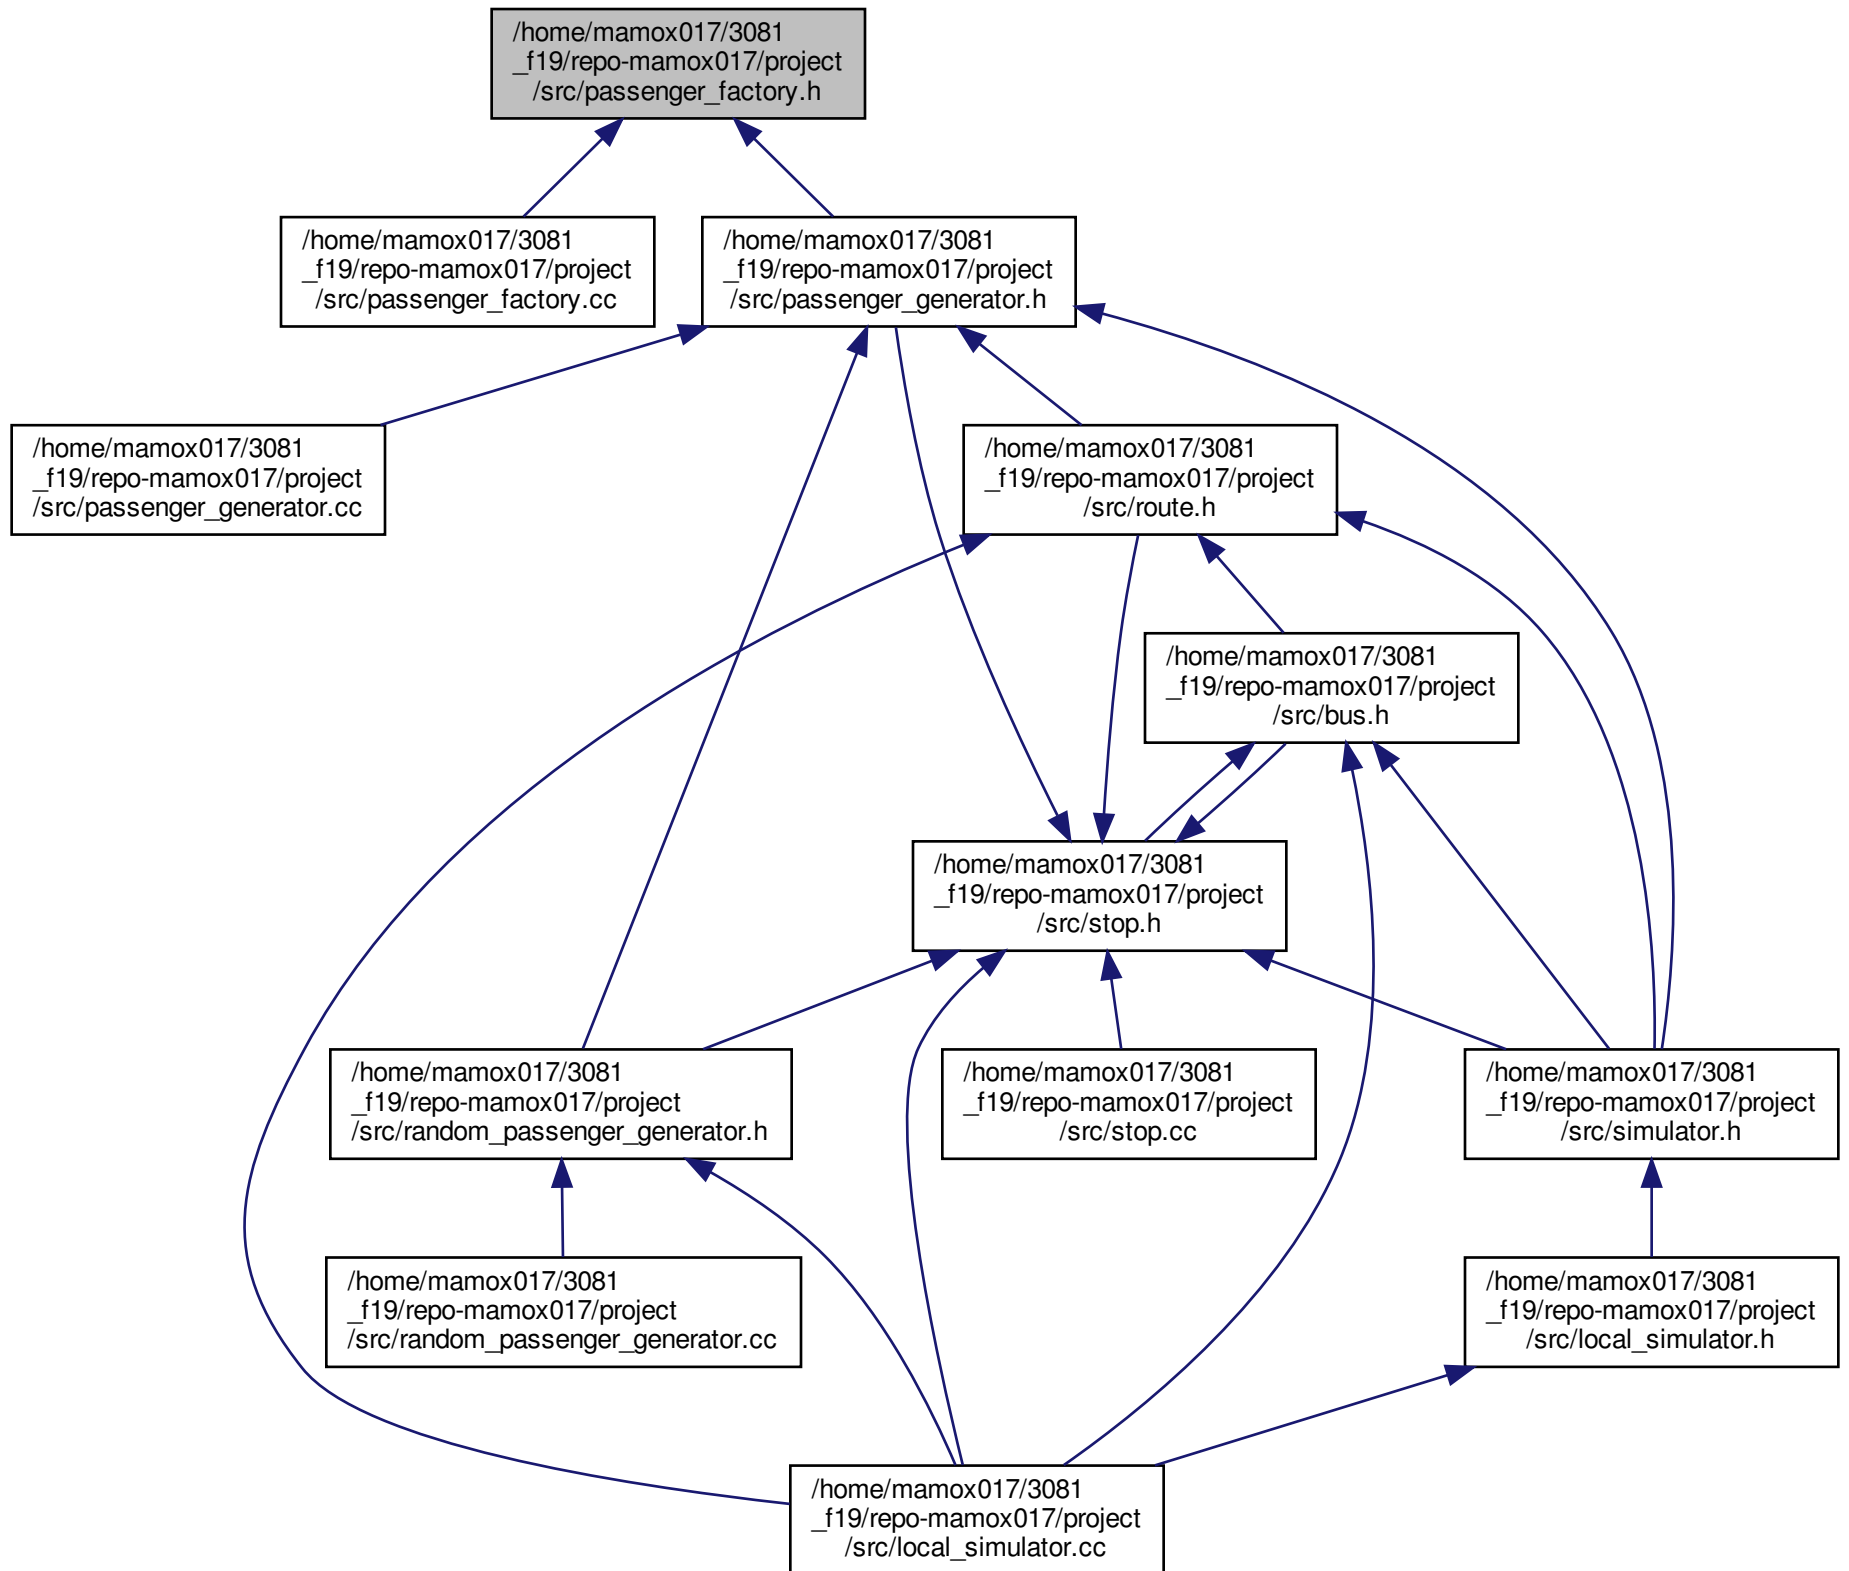 /home/mamox017/3081
_f19/repo-mamox017/project
/src/passenger_factory.h
/home/mamox017/3081
_f19/repo-mamox017/project
/src/passenger_factory.cc
/home/mamox017/3081
_f19/repo-mamox017/project
/src/passenger_generator.h
/home/mamox017/3081
_f19/repo-mamox017/project
/src/passenger_generator.cc
/home/mamox017/3081
_f19/repo-mamox017/project
/src/route.h
/home/mamox017/3081
_f19/repo-mamox017/project
/src/bus.h
/home/mamox017/3081
_f19/repo-mamox017/project
/src/stop.h
/home/mamox017/3081
_f19/repo-mamox017/project
/src/random_passenger_generator.h
/home/mamox017/3081
_f19/repo-mamox017/project
/src/stop.cc
/home/mamox017/3081
_f19/repo-mamox017/project
/src/simulator.h
/home/mamox017/3081
_f19/repo-mamox017/project
/src/random_passenger_generator.cc
/home/mamox017/3081
_f19/repo-mamox017/project
/src/local_simulator.h
/home/mamox017/3081
_f19/repo-mamox017/project
/src/local_simulator.cc